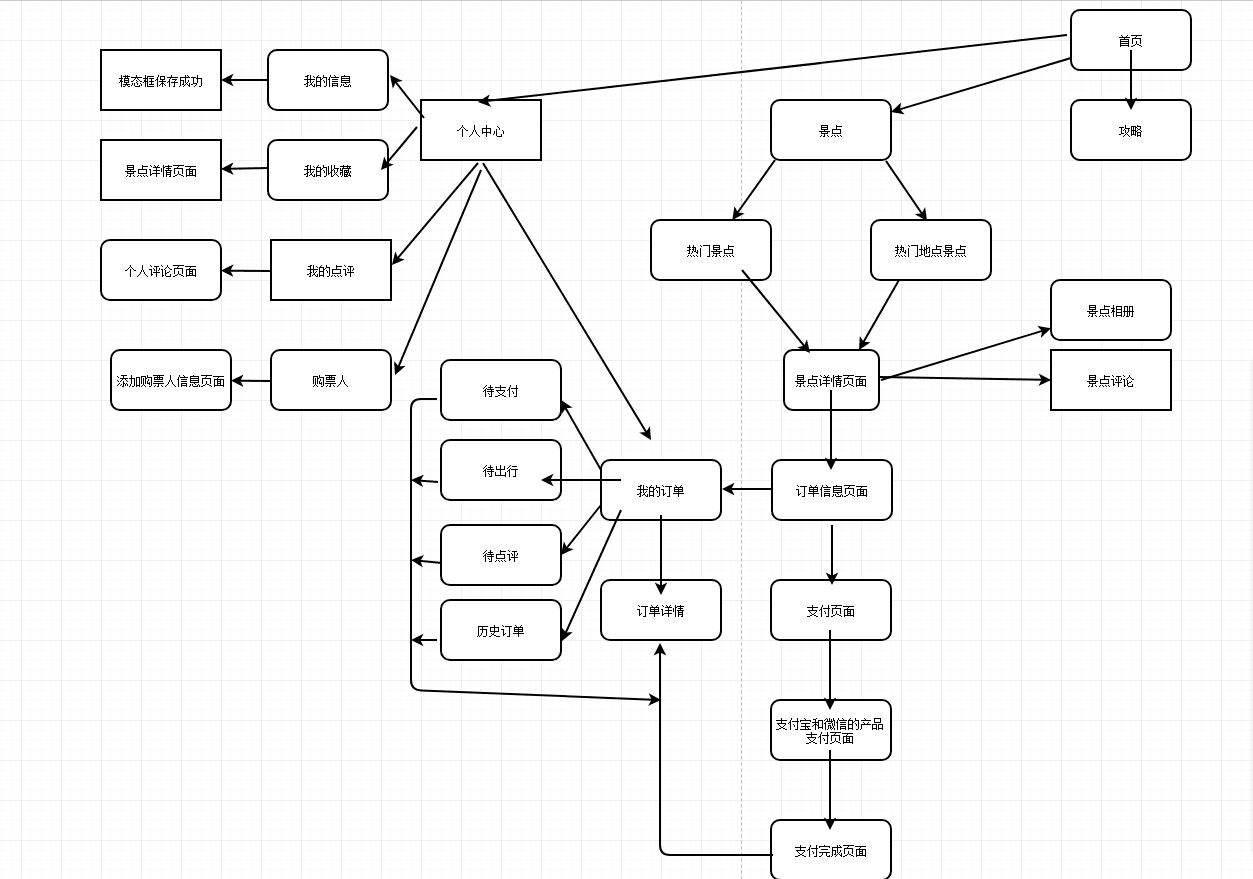 首页
模态框保存成功
我的信息
个人中心
景点
攻略
景点详情页面
我的收藏
热门景点
热门地点景点
个人评论页面
我的点评
景点相册
添加购票人信息页面
购票人
待支付
景点详情页面
景点评论
待出行
我的订单
订单信息页面
待点评
历史订单
订单详情
支付页面
支付宝和微信的产品
支付页面
支付完成页面